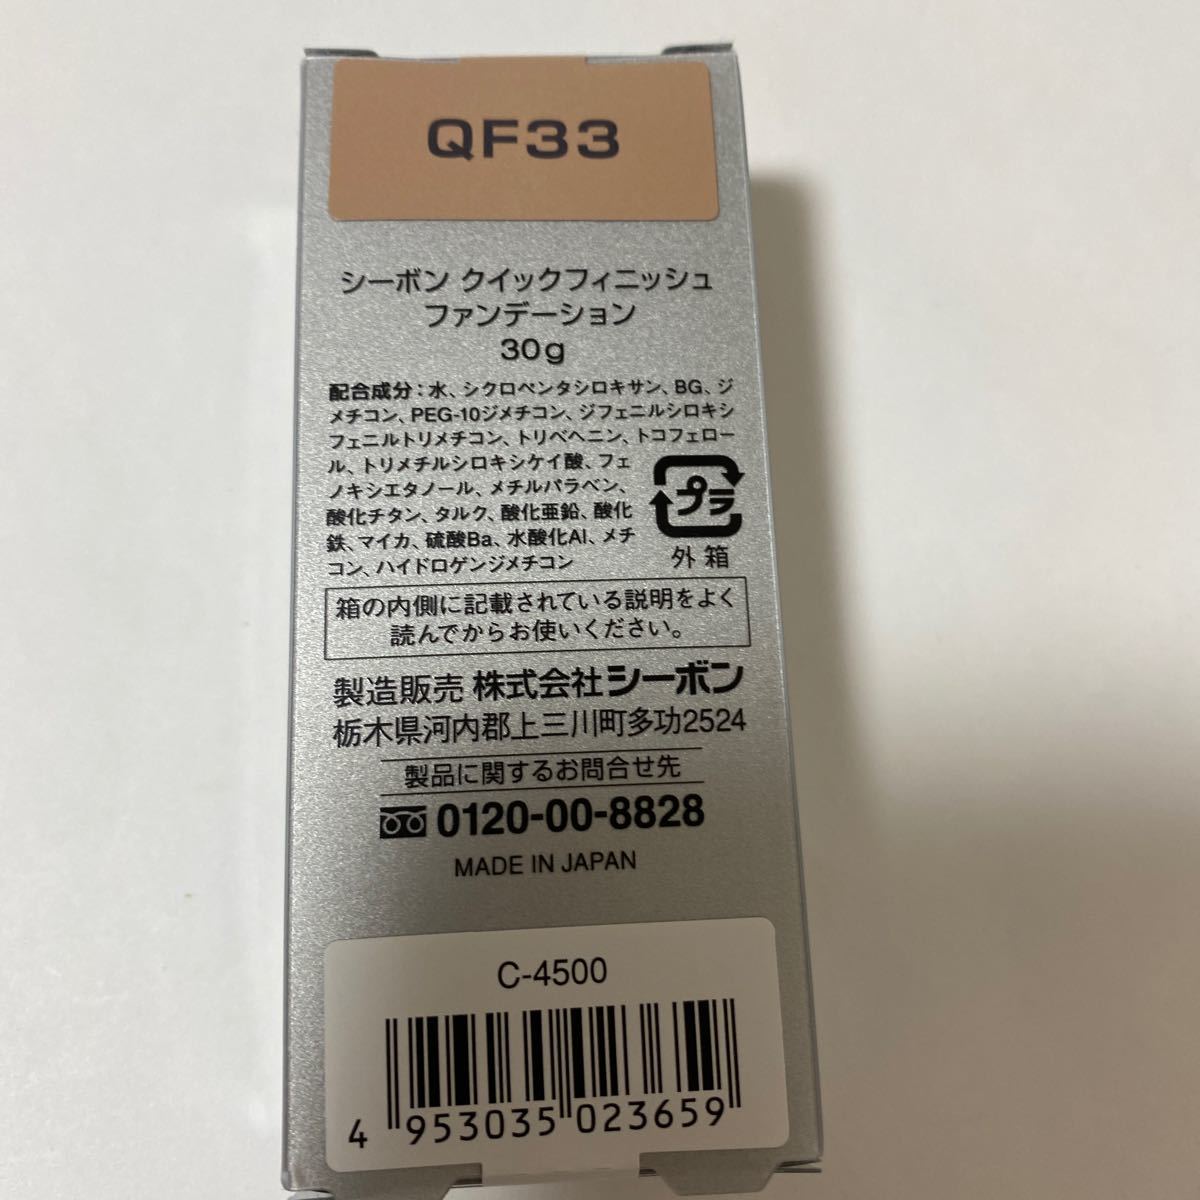 QF33
シーボン クイックフィニッシュ
ファンデーション
30g
配合成分：水、シクロペンタシロキサン、BG、ジ
メチコン、PEG-10ジメチコン、ジフェニルシロキシ
フェニルトリメチコン、トリベヘニン、トコフェロー
ル、トリメチルシロキシケイ酸、フェ
ノキシエタノール、メチルパラベン、
酸化チタン、タルク、酸化亜鉛、酸化
鉄、マイカ、硫酸Ba、水酸化Al、メチ
コン、ハイドロゲンジメチコン
プラ
外箱
箱の内側に記載されている説明をよく
読んでからお使いください。
製造販売 株式会社シーボン
栃木県河内郡上三川町多功2524
製品に関するお問合せ先
0120-00-8828
MADE IN JAPAN
C-4500
4 953035 023659